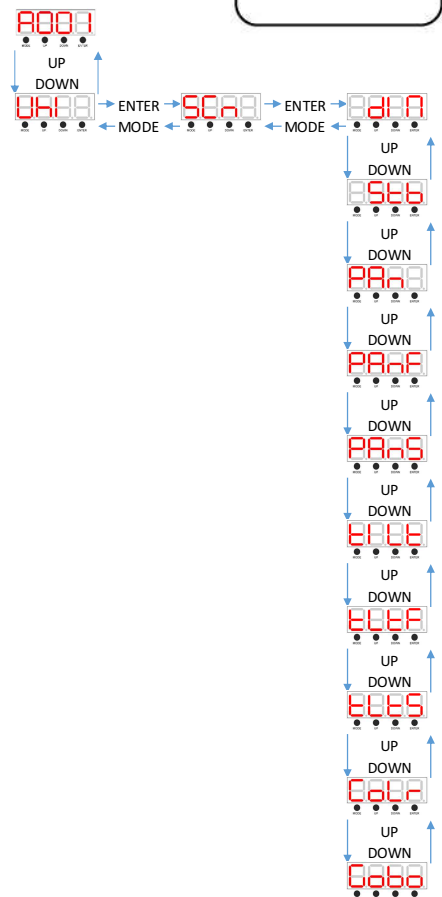 A001
UP
DOWN
UhI ENTER SCn ENTER dIM
MODE MODE
UP
DOWN
Stb
UP
DOWN
PAn
UP
DOWN
PAnF
UP
DOWN
PAnS
UP
DOWN
tILt
UP
DOWN
tLtF
UP
DOWN
tLtS
UP
DOWN
CoLr
UP
DOWN
Gobo